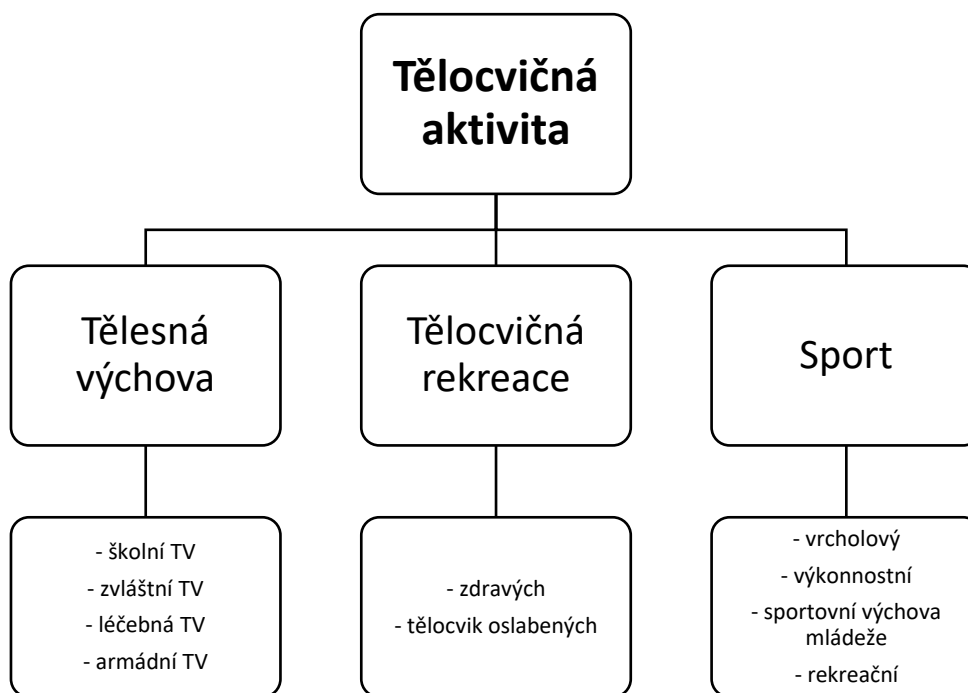 Tělocvičná
aktivita
Tělesná
výchova
Tělocvičná
rekreace
Sport
- školní TV
- zvláštní TV
- léčebná TV
- armádní TV
- zdravých
- tělocvik oslabených
- vrcholový
- výkonnostní
- sportovní výchova
mládeže
- rekreační